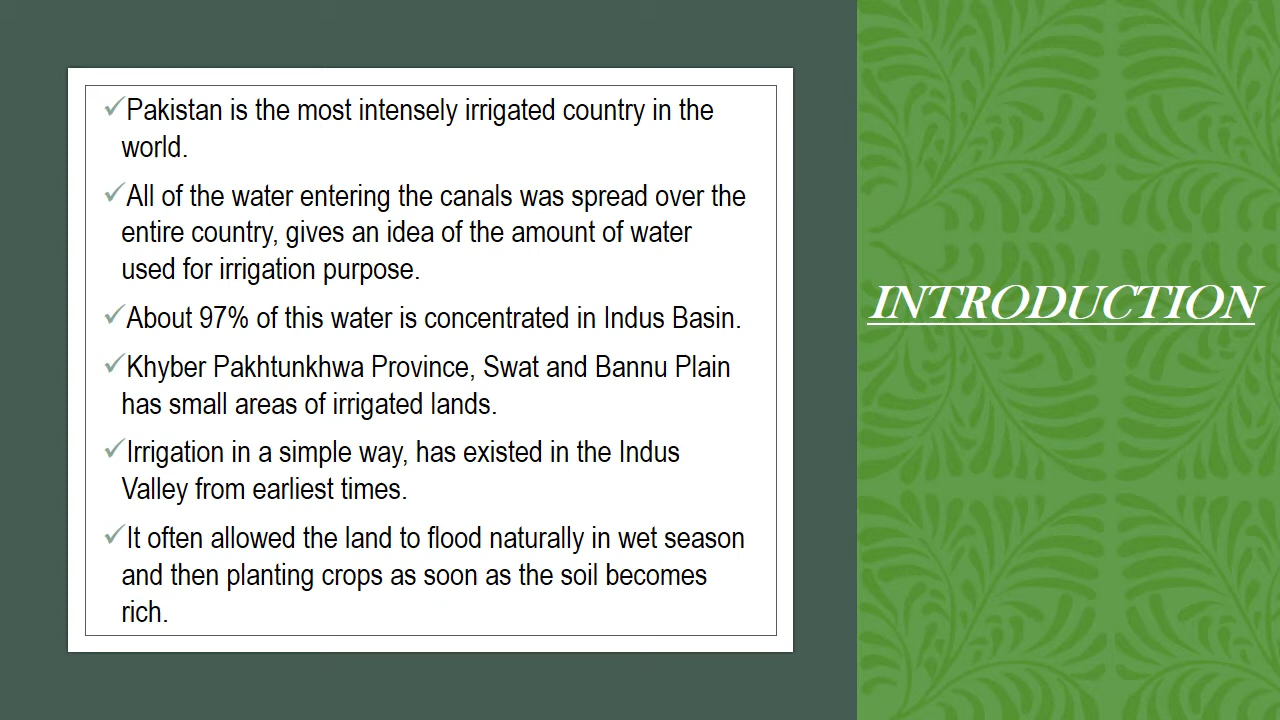 ✓Pakistan is the most intensely irrigated country in the
world.
✓All of the water entering the canals was spread over the
entire country, gives an idea of the amount of water
used for irrigation purpose.
✓About 97% of this water is concentrated in Indus Basin.
✓Khyber Pakhtunkhwa Province, Swat and Bannu Plain
has small areas of irrigated lands.
✓Irrigation in a simple way, has existed in the Indus
Valley from earliest times.
✓It often allowed the land to flood naturally in wet season
and then planting crops as soon as the soil becomes
rich.
INTRODUCTION